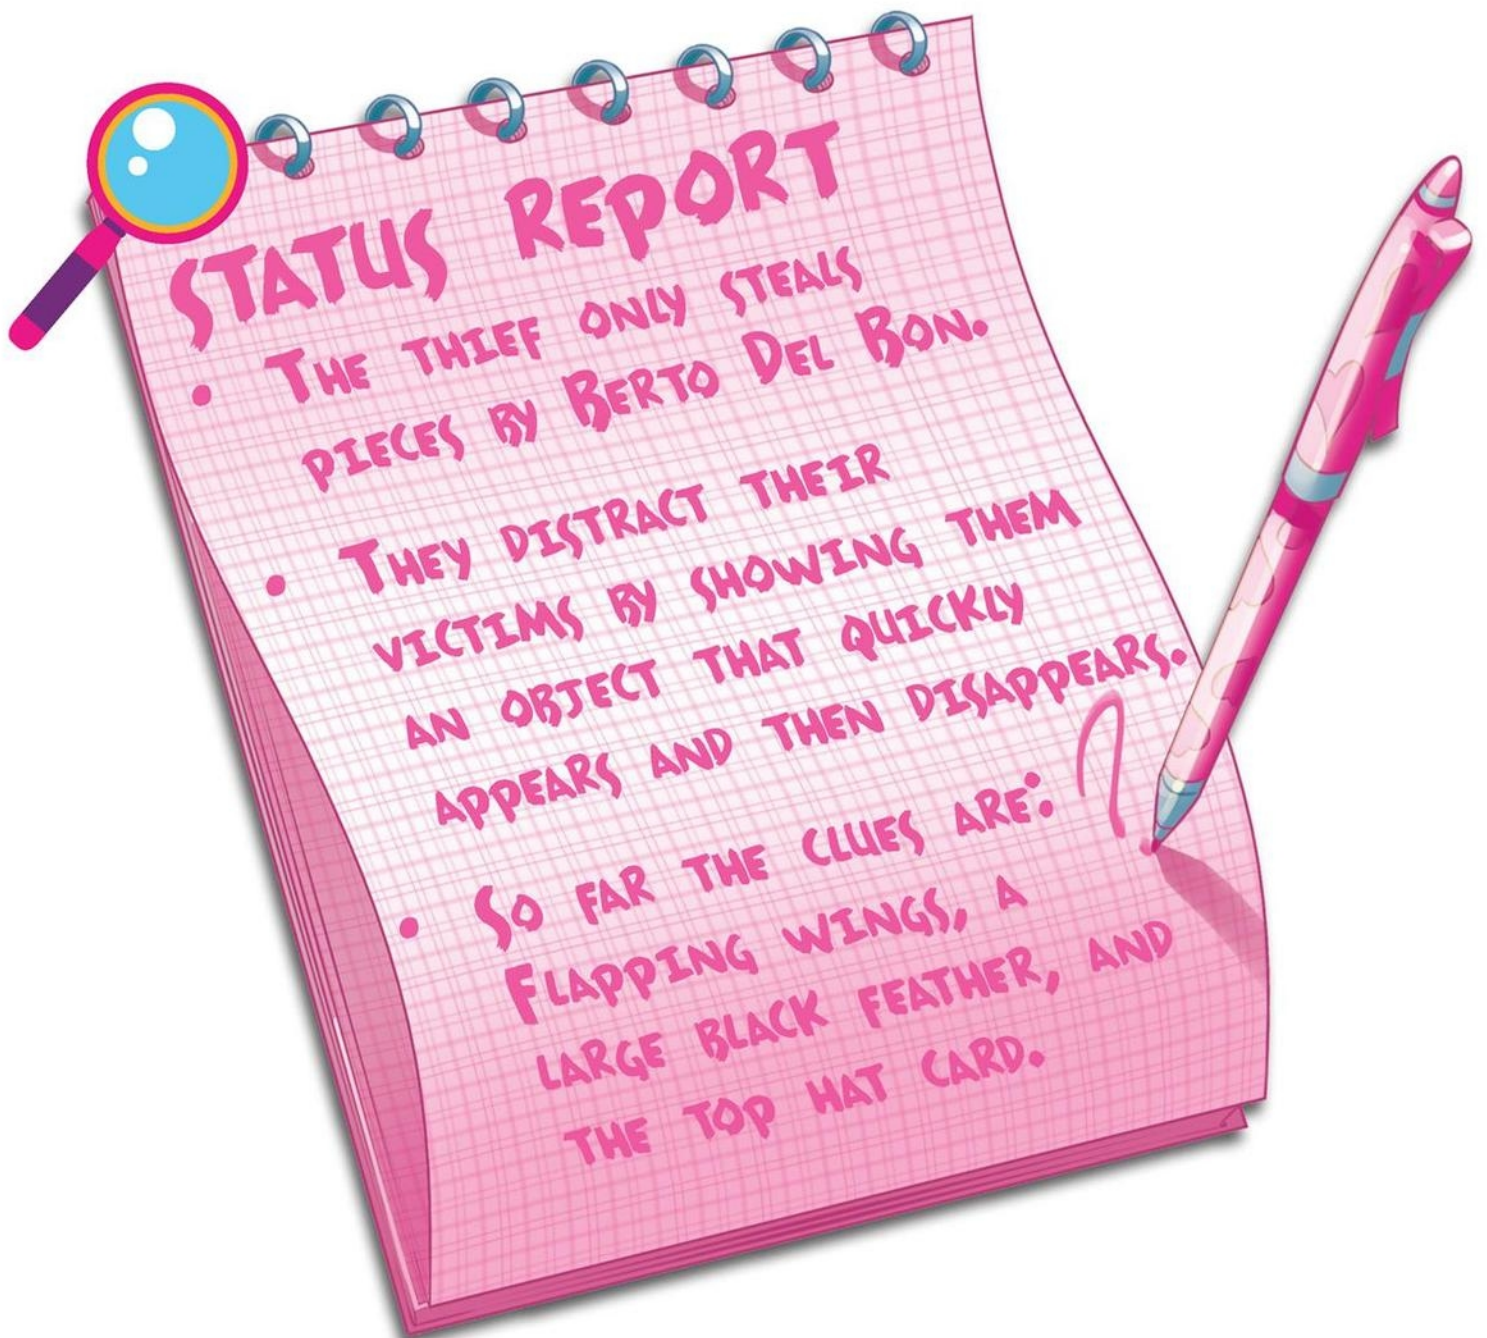 STATUS REPORT
• THE THIEF ONLY STEALS
PIECES BY BERTO DEL BON.
• THEY DISTRACT THEIR
VICTIMS BY SHOWING THEM
AN OBJECT THAT QUICKLY
APPEARS AND THEN DISAPPEARS.
• SO FAR THE CLUES ARE: ?
FLAPPING WINGS, A
LARGE BLACK FEATHER, AND
THE TOP HAT CARD.